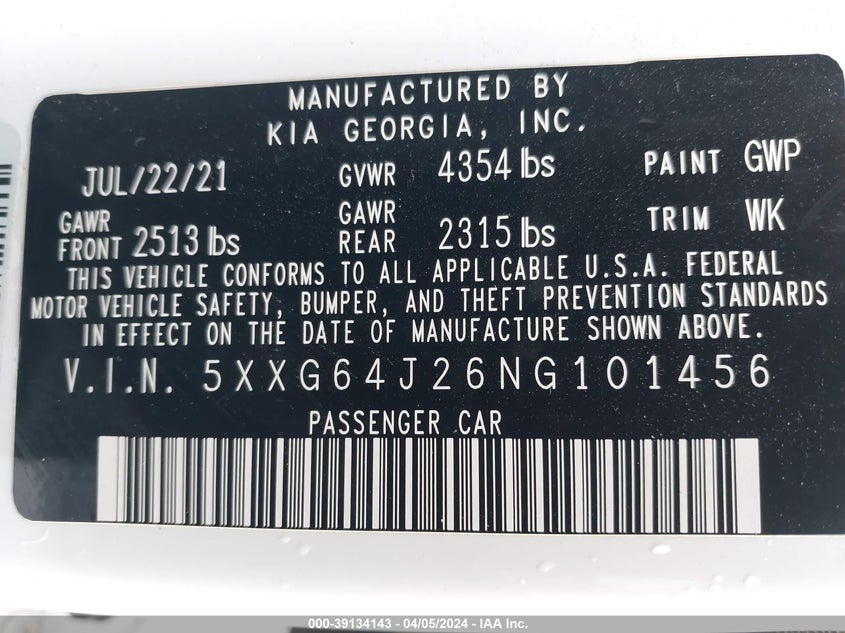 MANUFACTURED BY
KIA GEORGIA, INC.
JUL/22/21 GVWR 4354 lbs PAINT GWP
GAWR FRONT 2513 lbs GAWR REAR 2315 lbs TRIM WK
THIS VEHICLE CONFORMS TO ALL APPLICABLE U.S.A. FEDERAL
MOTOR VEHICLE SAFETY, BUMPER, AND THEFT PREVENTION STANDARDS
IN EFFECT ON THE DATE OF MANUFACTURE SHOWN ABOVE.
V.I.N. 5XXG64J26NG101456
PASSENGER CAR
000-39134143 - 04/05/2024 - IAA Inc.